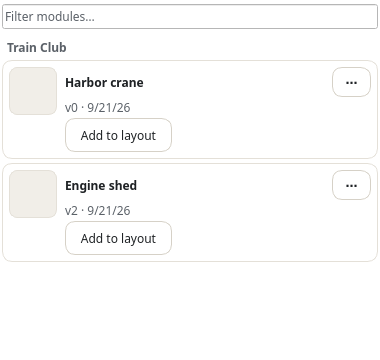 Filter modules...
Train Club
Harbor crane
...
v0 · 9/21/26
Add to layout
Engine shed
...
v2 · 9/21/26
Add to layout